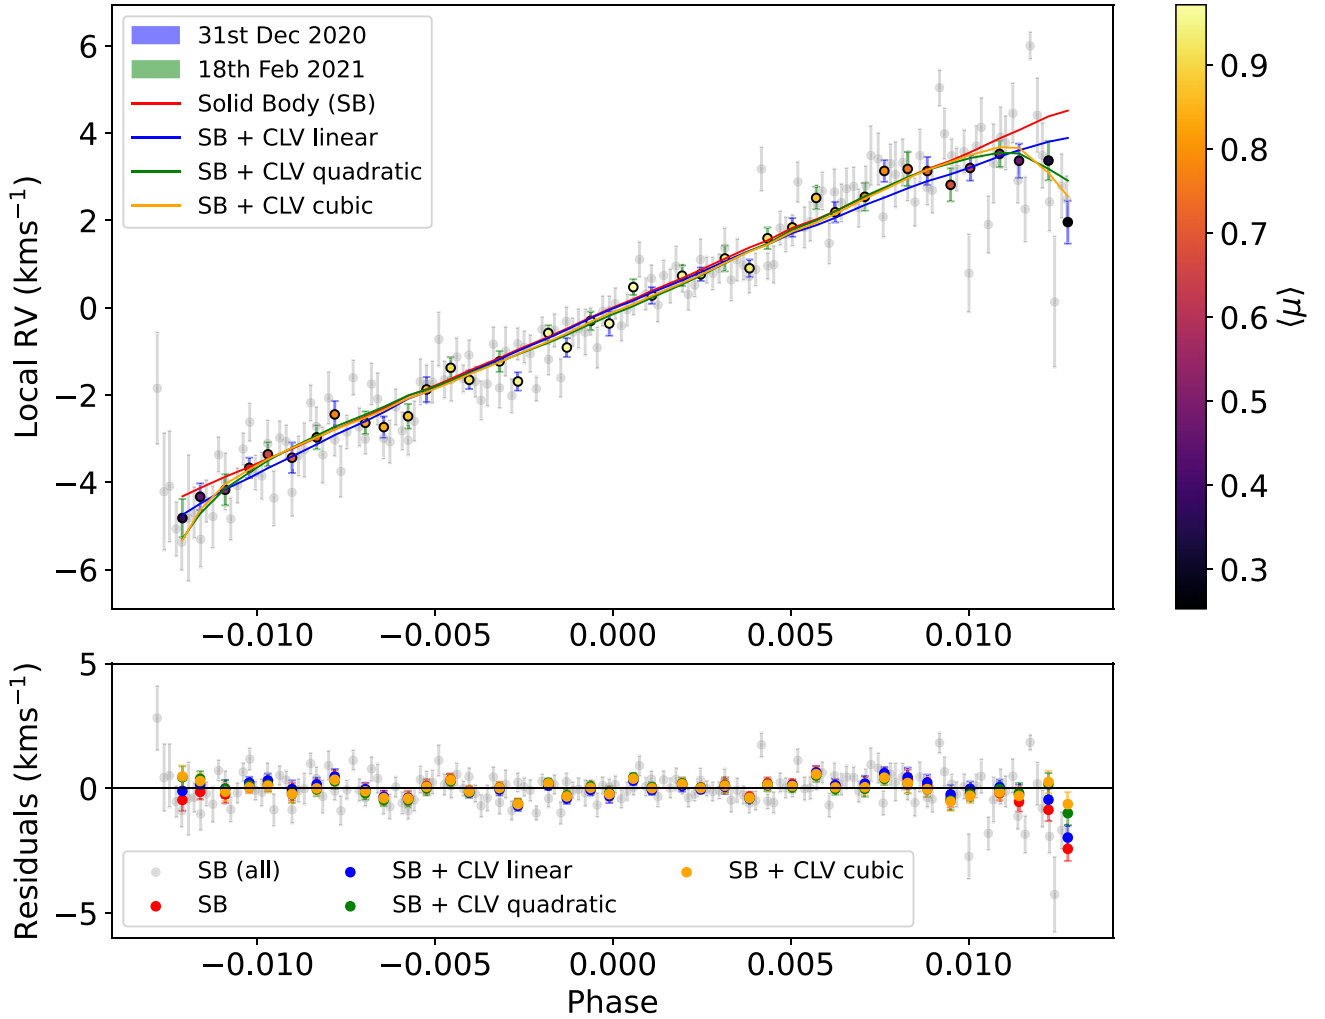 31st Dec 2020
18th Feb 2021
Solid Body (SB)
SB + CLV linear
SB + CLV quadratic
SB + CLV cubic
Local RV (kms⁻¹)
6
4
2
0
−2
−4
−6
−0.010
−0.005
0.000
0.005
0.010
0.9
0.8
0.7
0.6
0.5
0.4
0.3
⟨μ⟩
Residuals (kms⁻¹)
5
0
−5
SB (all)
SB
SB + CLV linear
SB + CLV quadratic
SB + CLV cubic
−0.010
−0.005
0.000
0.005
0.010
Phase